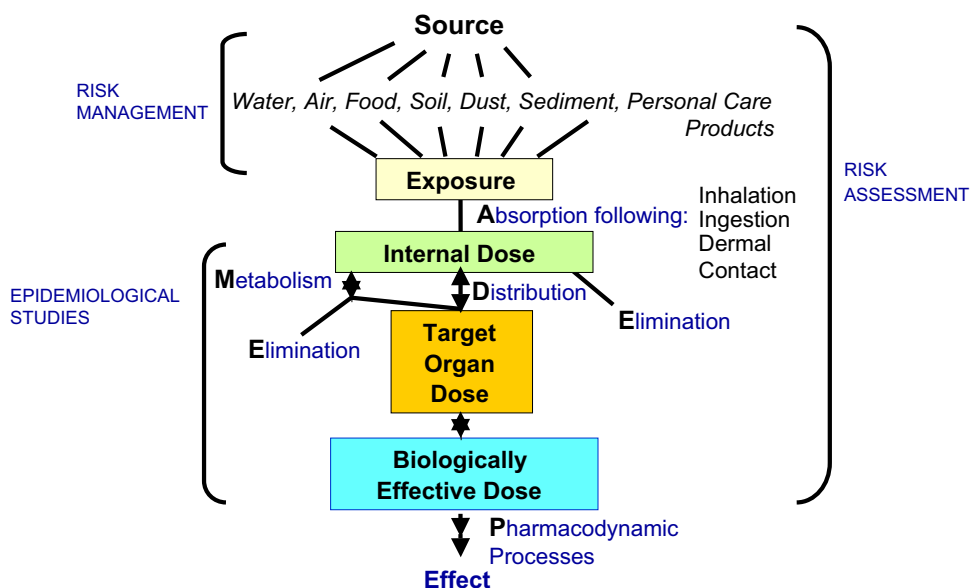 Source
RISK
MANAGEMENT
Water, Air, Food, Soil, Dust, Sediment, Personal Care
Products
Exposure
RISK
ASSESSMENT
Absorption following:
Inhalation
Ingestion
Dermal
Contact
Internal Dose
Metabolism
Distribution
EPIDEMIOLOGICAL
STUDIES
Elimination
Elimination
Target
Organ
Dose
Biologically
Effective Dose
Pharmacodynamic
Processes
Effect